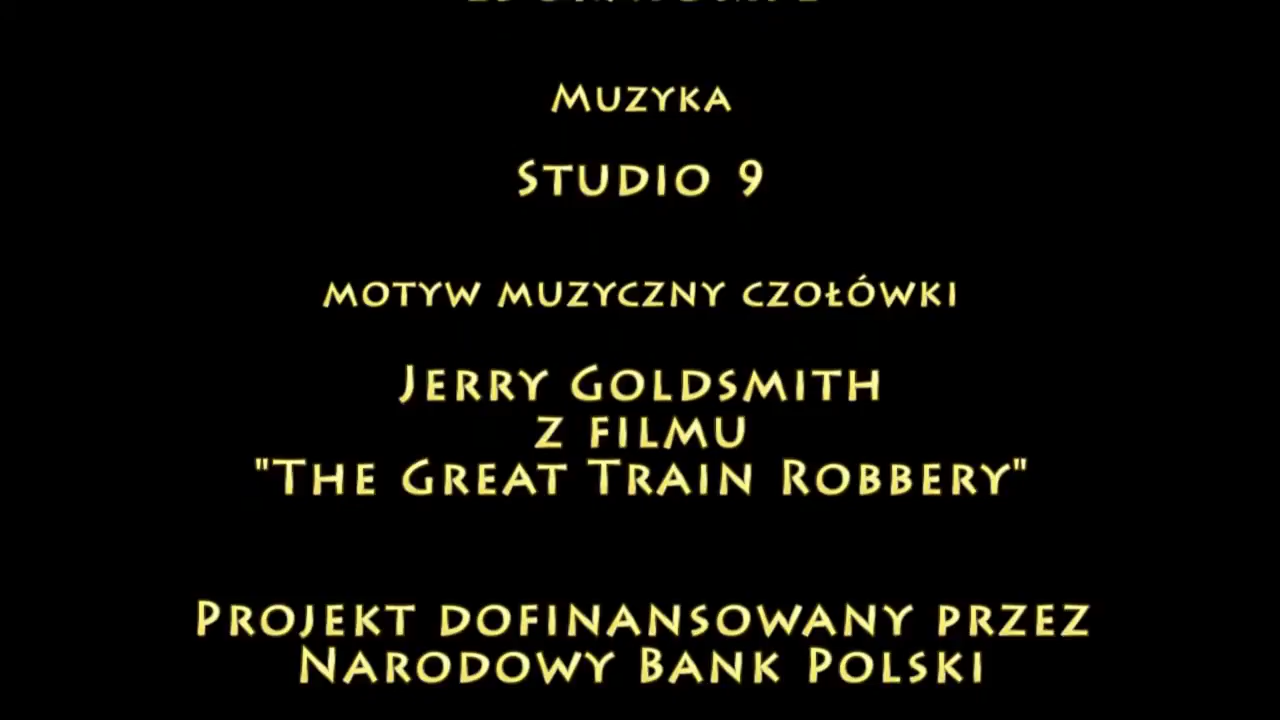 Muzyka
Studio 9
motyw muzyczny czołówki
Jerry Goldsmith
z filmu
"The Great Train Robbery"
Projekt dofinansowany przez
Narodowy Bank Polski